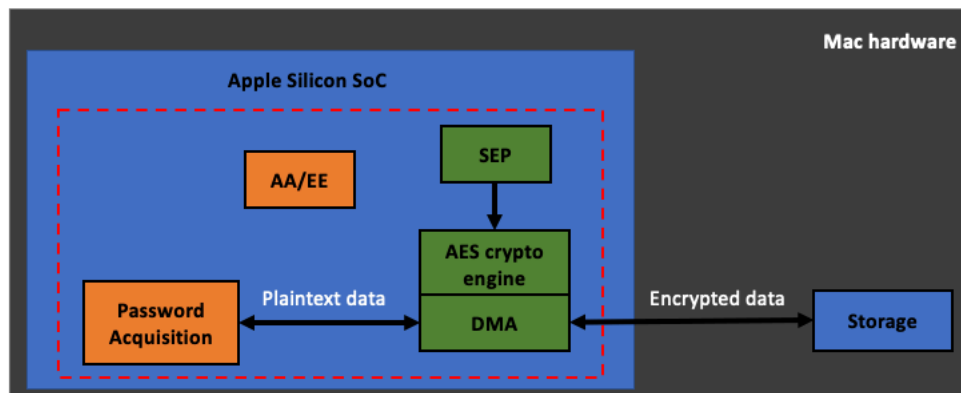 Mac hardware
Apple Silicon SoC
SEP
AA/EE
AES crypto
engine
Password
Acquisition
Plaintext data
DMA
Encrypted data
Storage